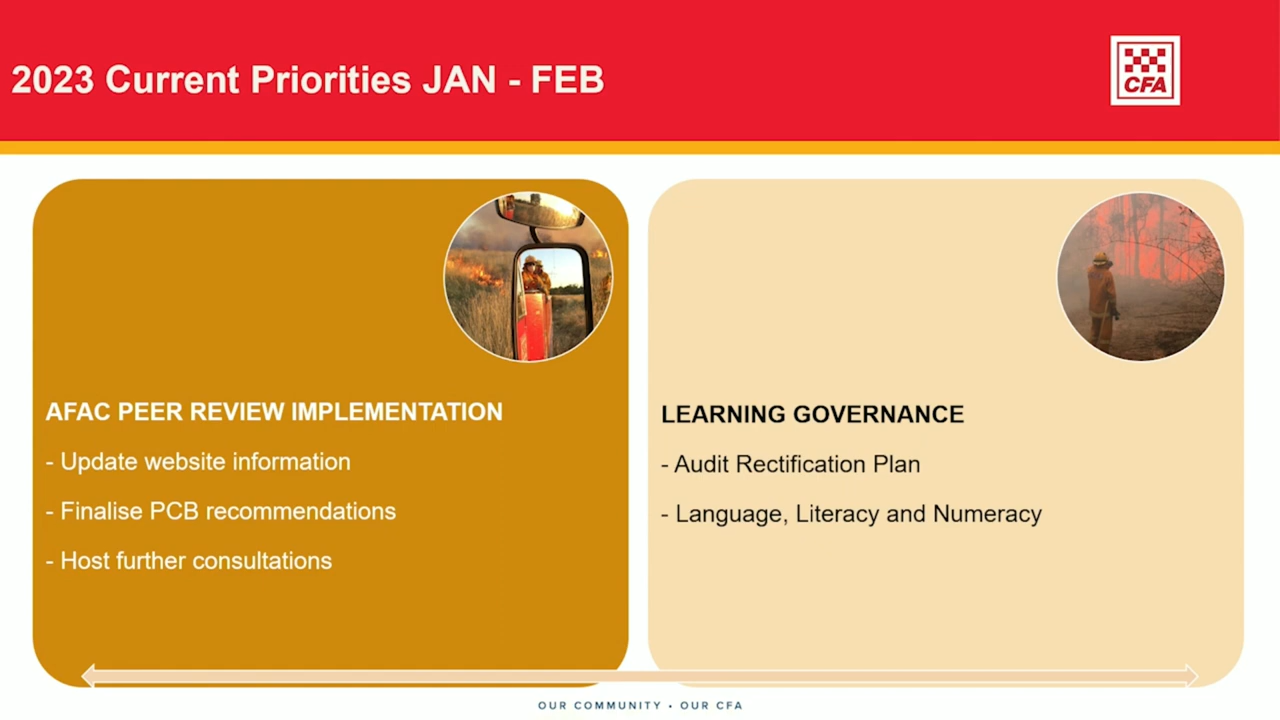 2023 Current Priorities JAN - FEB
CFA
AFAC PEER REVIEW IMPLEMENTATION
- Update website information
- Finalise PCB recommendations
- Host further consultations
LEARNING GOVERNANCE
- Audit Rectification Plan
- Language, Literacy and Numeracy
OUR COMMUNITY • OUR CFA